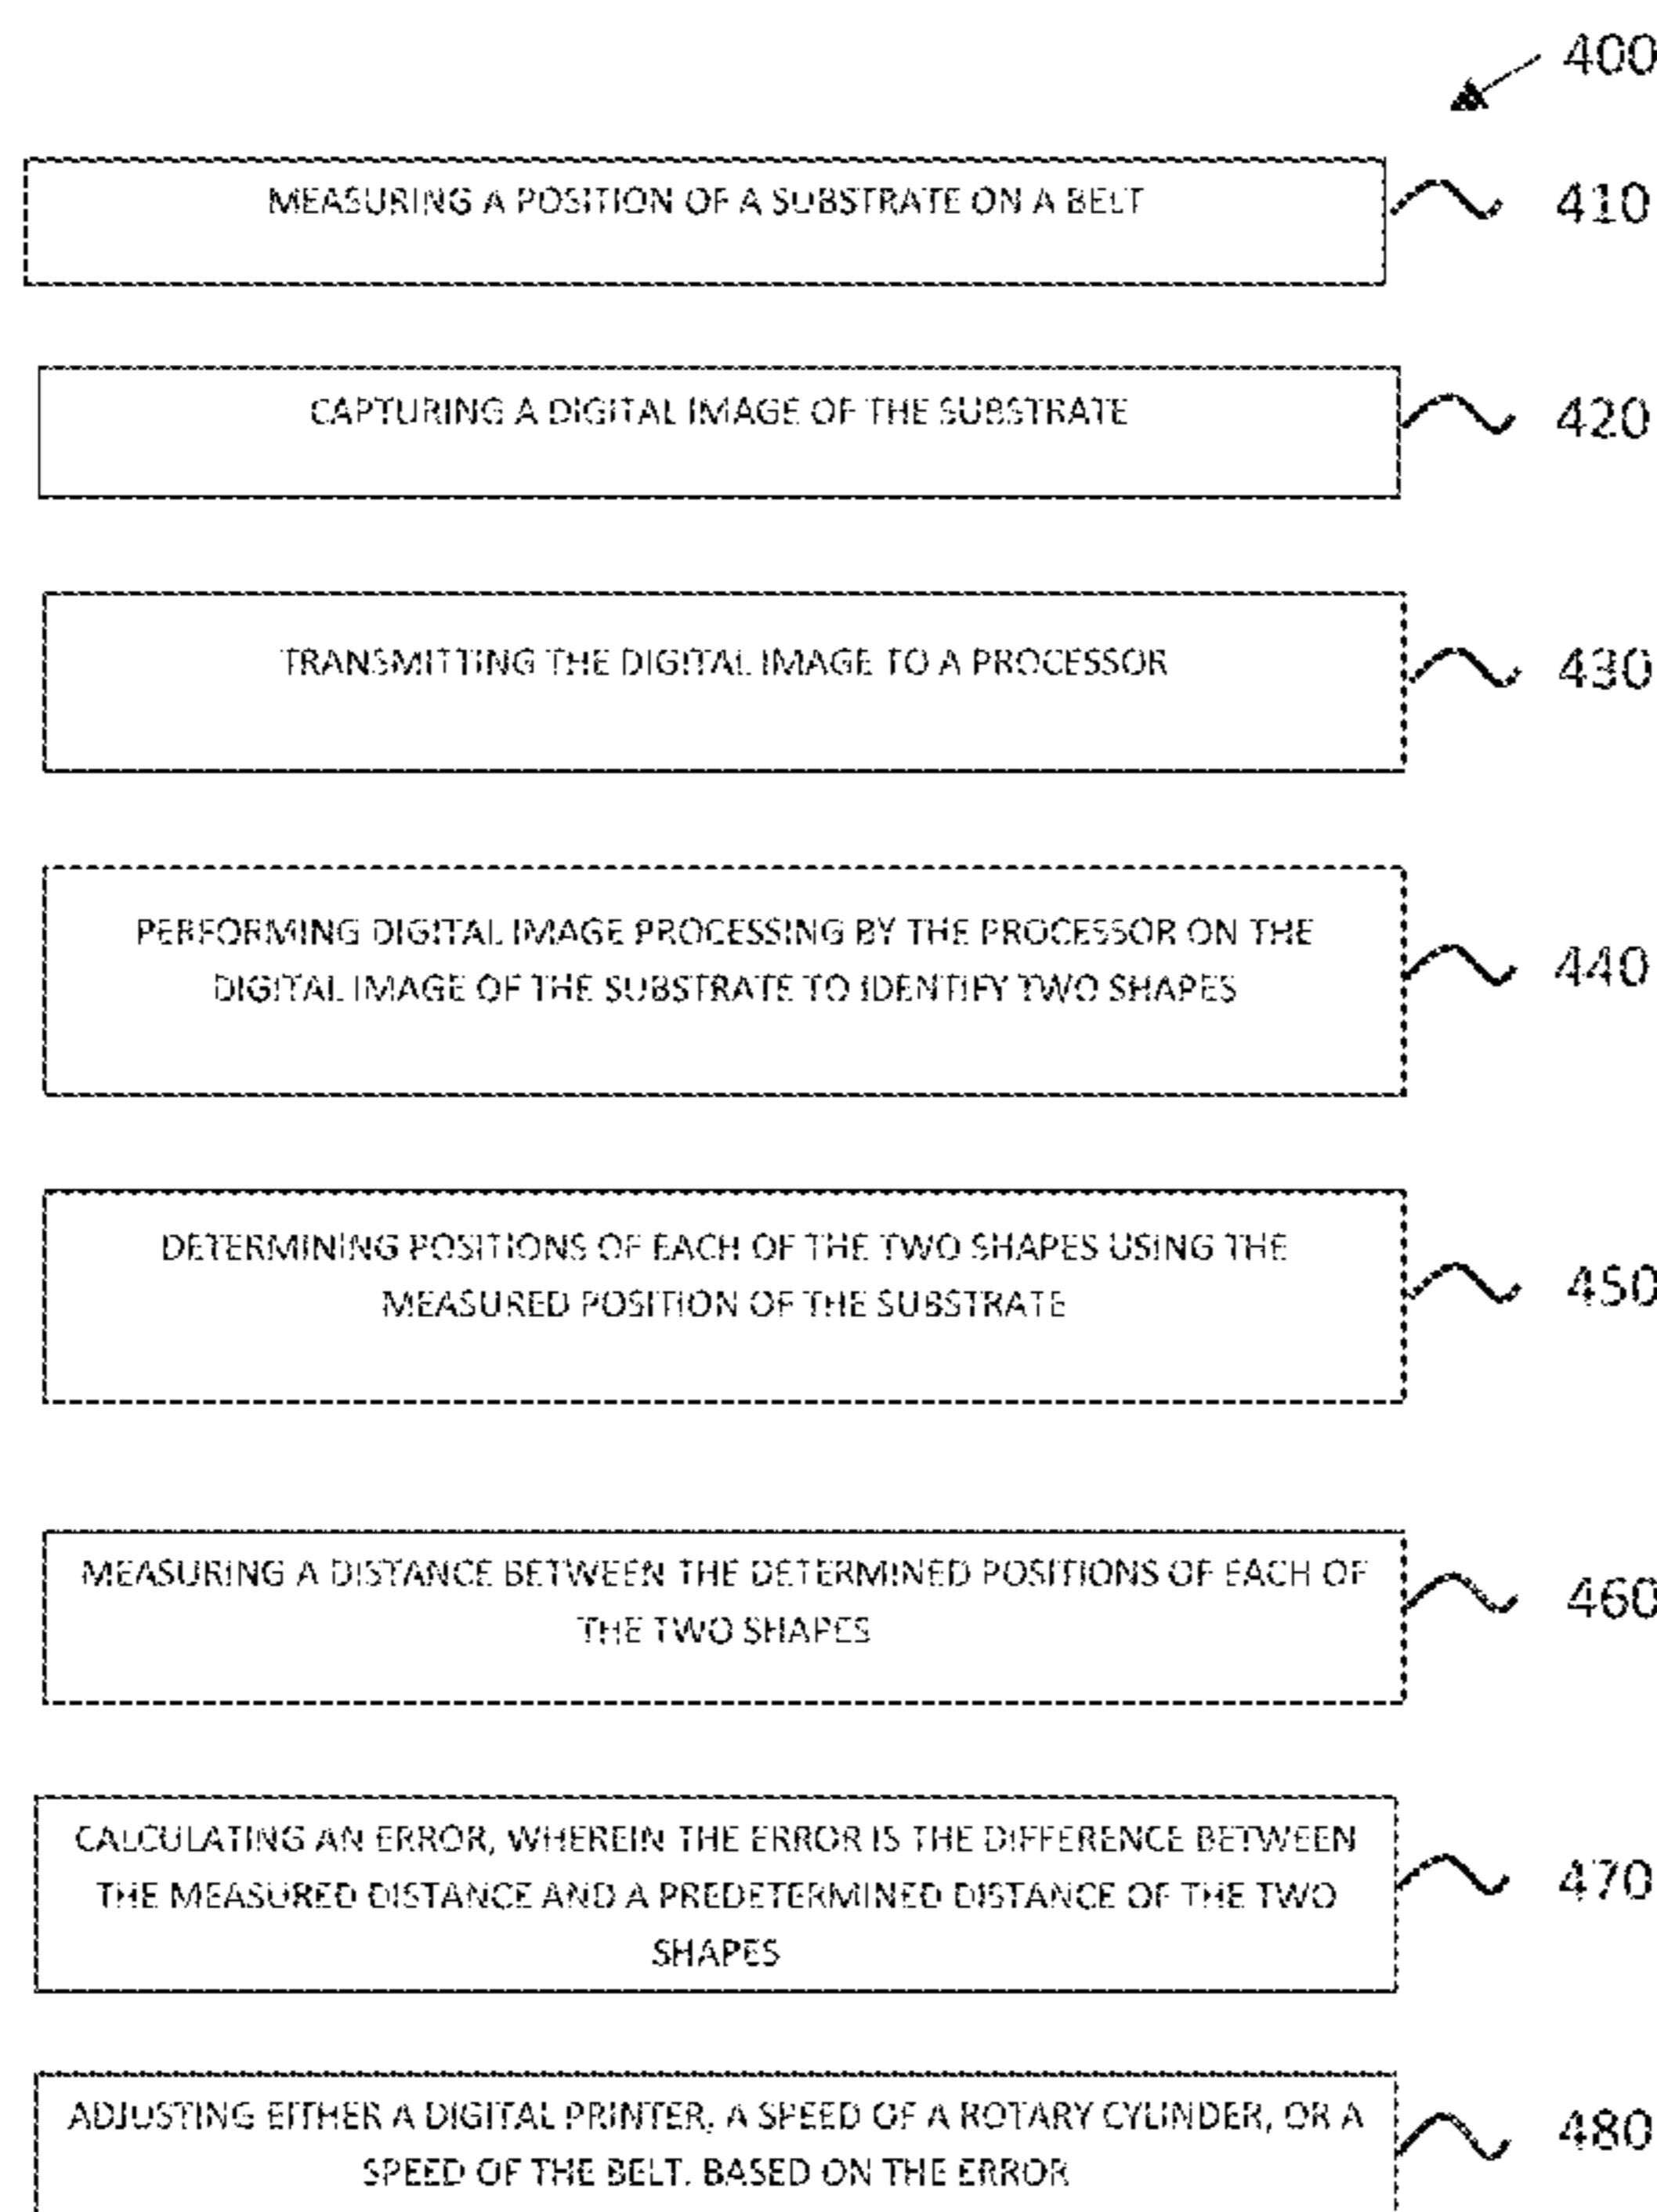 400
MEASURING A POSITION OF A SUBSTRATE ON A BELT
410
CAPTURING A DIGITAL IMAGE OF THE SUBSTRATE
420
TRANSMITTING THE DIGITAL IMAGE TO A PROCESSOR
430
PERFORMING DIGITAL IMAGE PROCESSING BY THE PROCESSOR ON THE
DIGITAL IMAGE OF THE SUBSTRATE TO IDENTIFY TWO SHAPES
440
DETERMINING POSITIONS OF EACH OF THE TWO SHAPES USING THE
MEASURED POSITION OF THE SUBSTRATE
450
MEASURING A DISTANCE BETWEEN THE DETERMINED POSITIONS OF EACH OF
THE TWO SHAPES
460
CALCULATING AN ERROR, WHEREIN THE ERROR IS THE DIFFERENCE BETWEEN
THE MEASURED DISTANCE AND A PREDETERMINED DISTANCE OF THE TWO
SHAPES
470
ADJUSTING EITHER A DIGITAL PRINTER, A SPEED OF A ROTARY CYLINDER, OR A
SPEED OF THE BELT, BASED ON THE ERROR
480